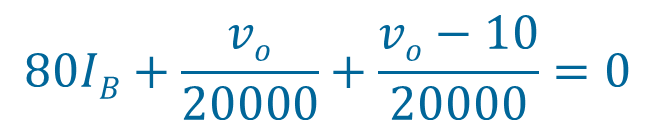 80I_B + v_o/20000 + (v_o − 10)/20000 = 0